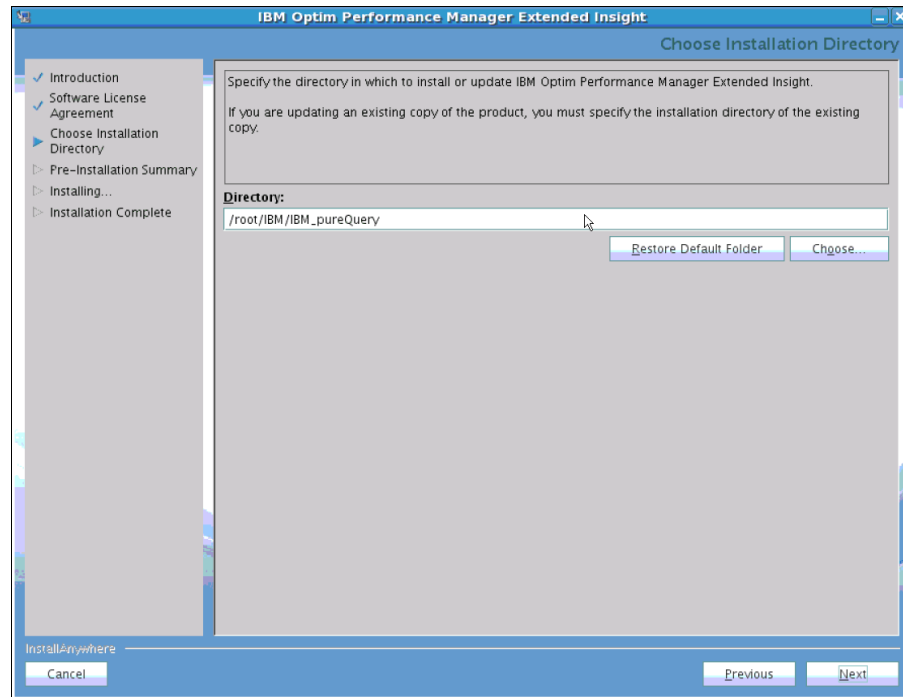 IBM Optim Performance Manager Extended Insight
Choose Installation Directory
Introduction
Software License
Agreement
Choose Installation
Directory
Pre-Installation Summary
Installing...
Installation Complete
Specify the directory in which to install or update IBM Optim Performance Manager Extended Insight.
If you are updating an existing copy of the product, you must specify the installation directory of the existing
copy.
Directory:
/root/IBM/IBM_pureQuery
Restore Default Folder
Choose...
InstallAnywhere
Cancel
Previous
Next